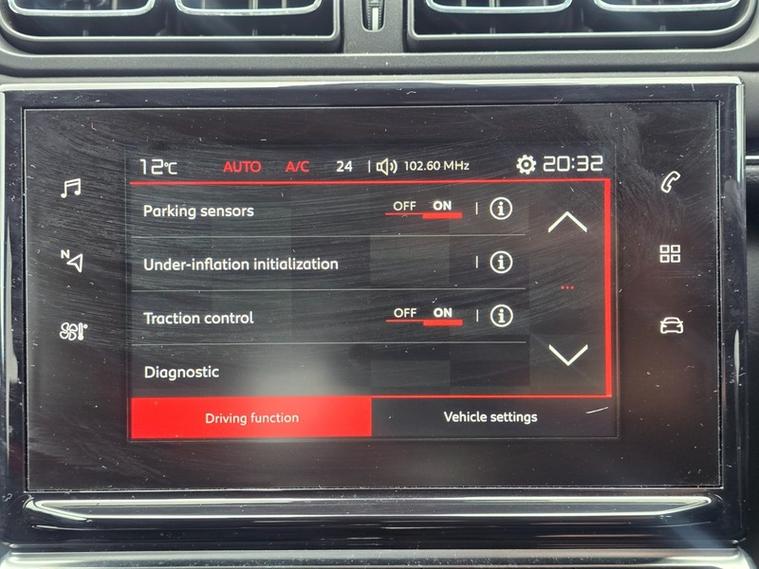 12°C AUTO A/C 24 102.60 MHz 20:32
Parking sensors OFF ON
Under-inflation initialization
N
Traction control OFF ON
Diagnostic
Driving function Vehicle settings